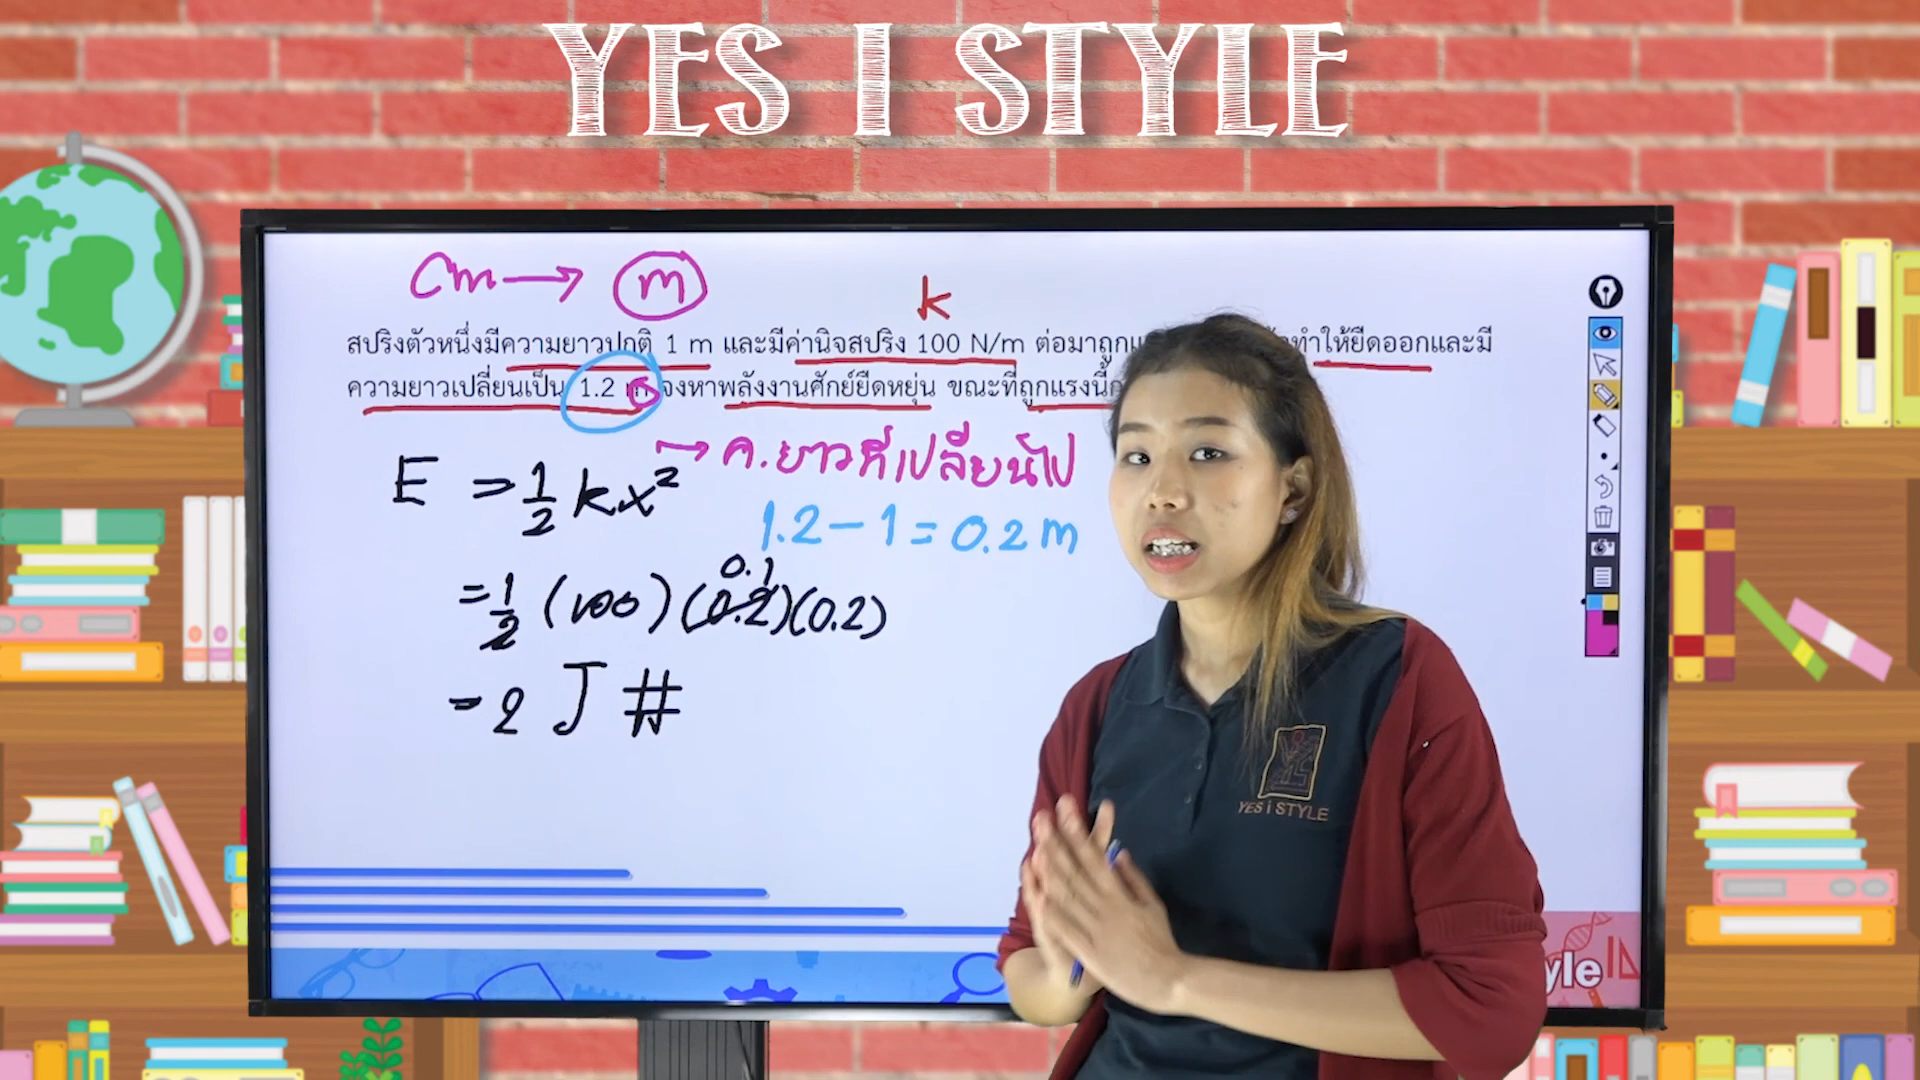 YES I STYLE
cm → m
k
สปริงตัวหนึ่งมีความยาวปกติ 1 m และมีค่านิจสปริง 100 N/m ต่อมาถูกแ ทำให้ยืดออกและมี
ความยาวเปลี่ยนเป็น 1.2 m จงหาพลังงานศักย์ยืดหยุ่น ขณะที่ถูกแรงนี้ก
→ ค.ยาวที่เปลี่ยนไป
E = 1/2 kx²
1.2 - 1 = 0.2 m
0.1
= 1/2 (100) (0.2)(0.2)
= 2 J #
YES i STYLE
yle